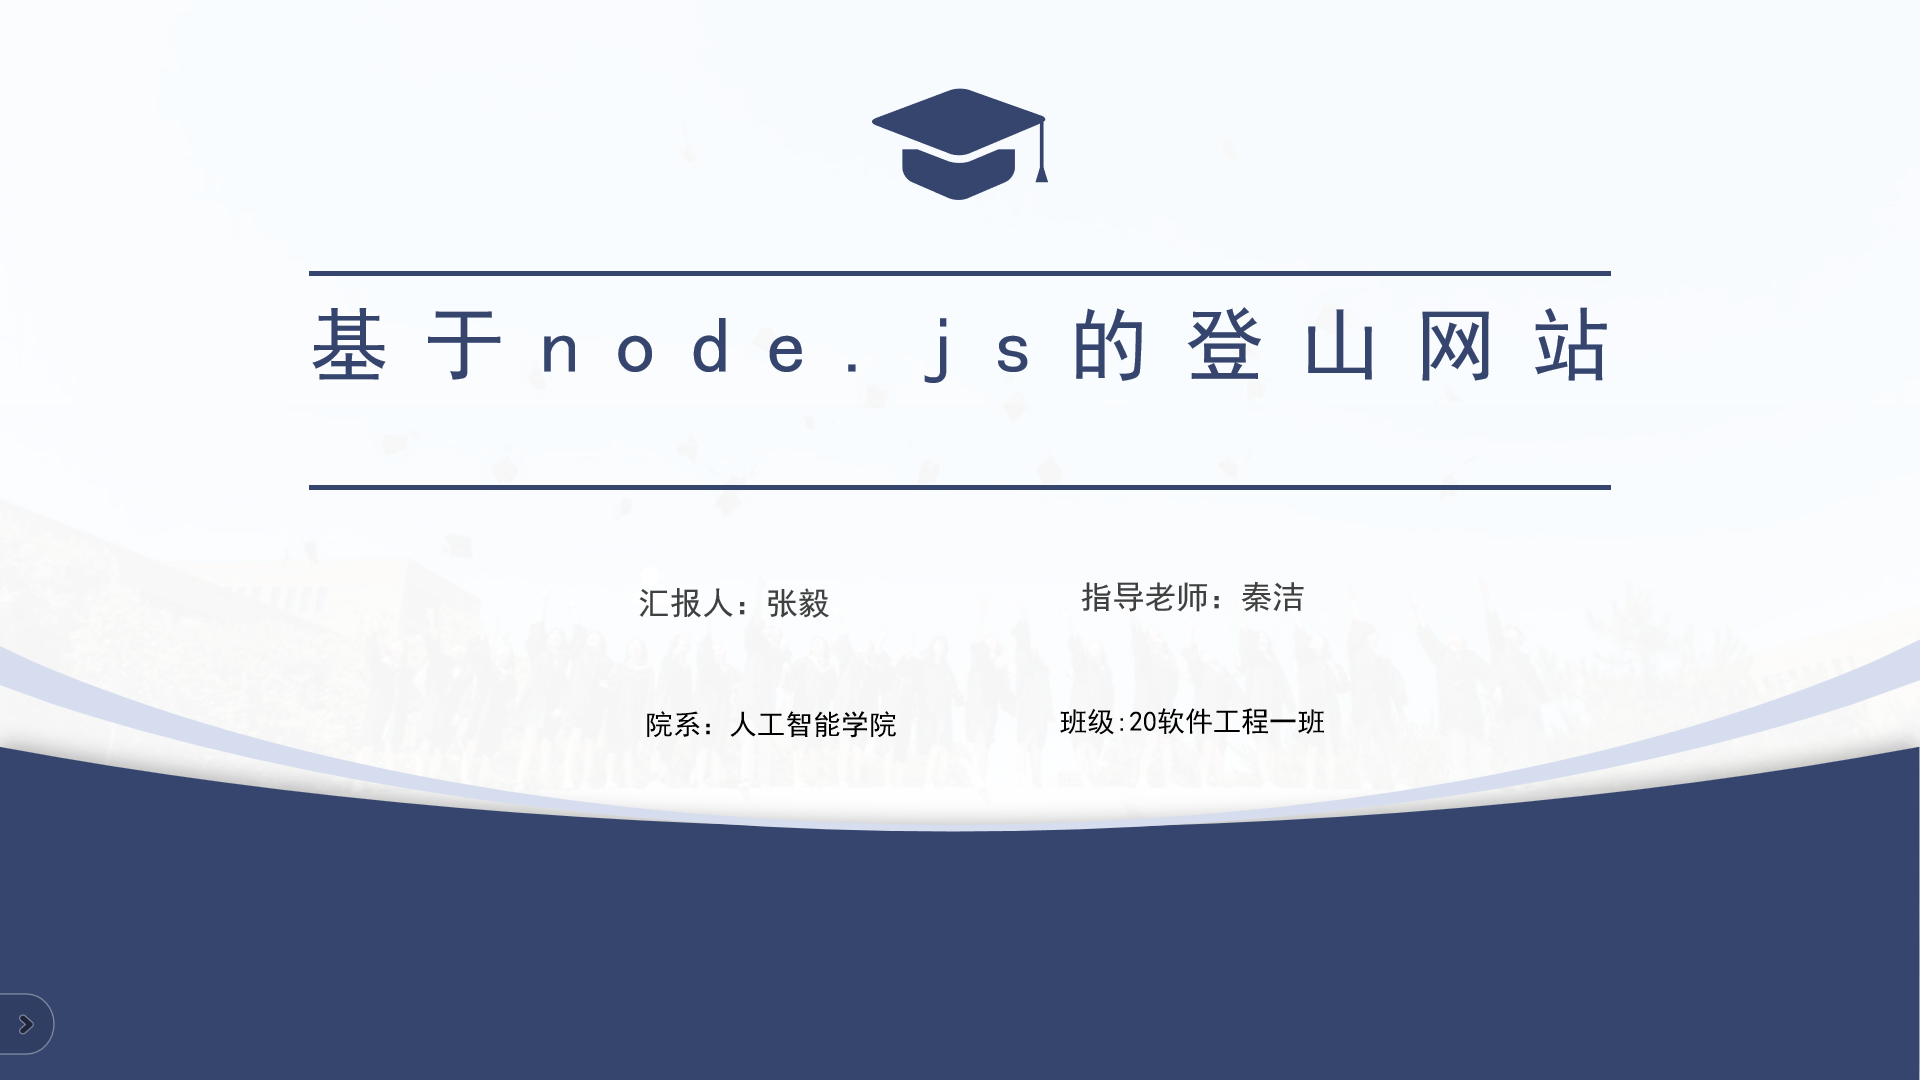 基于node.js的登山网站
汇报人：张毅
指导老师：秦洁
院系：人工智能学院
班级:20软件工程一班